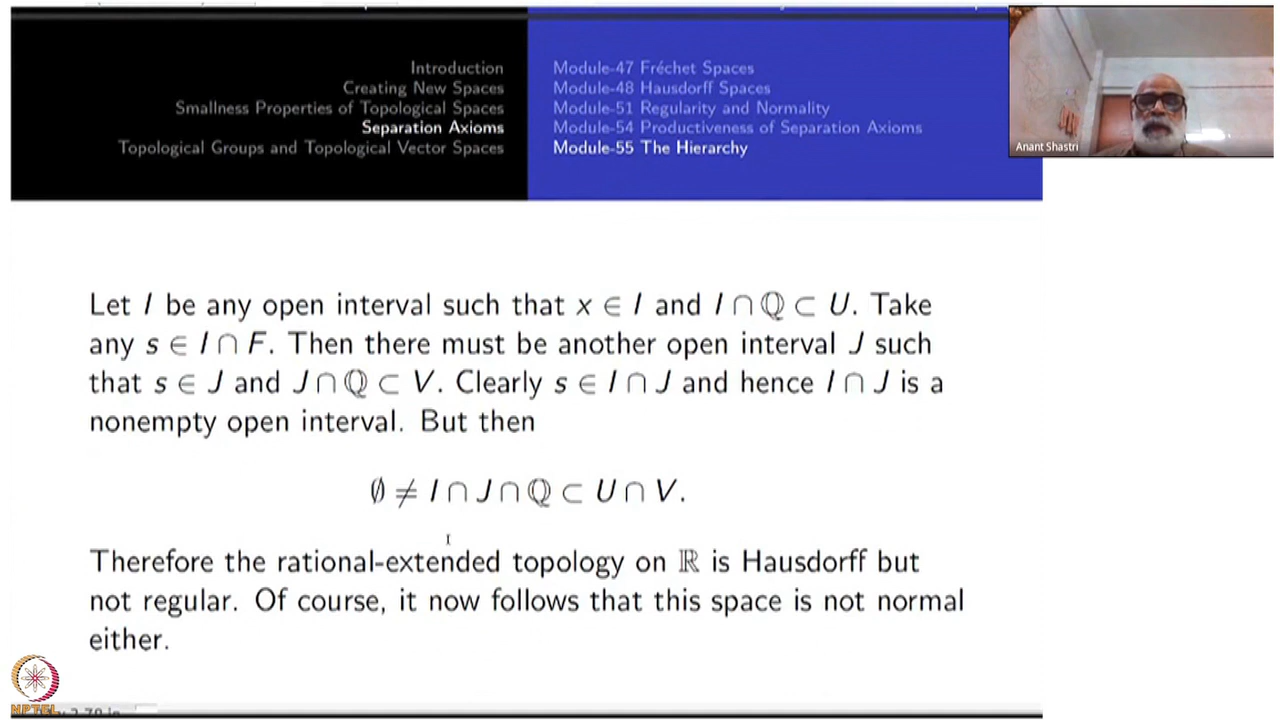 Introduction
Creating New Spaces
Smallness Properties of Topological Spaces
Separation Axioms
Topological Groups and Topological Vector Spaces
Module-47 Fréchet Spaces
Module-48 Hausdorff Spaces
Module-51 Regularity and Normality
Module-54 Productiveness of Separation Axioms
Module-55 The Hierarchy
Anant Shastri
Let I be any open interval such that x ∈ I and I ∩ ℚ ⊂ U. Take
any s ∈ I ∩ F. Then there must be another open interval J such
that s ∈ J and J ∩ ℚ ⊂ V. Clearly s ∈ I ∩ J and hence I ∩ J is a
nonempty open interval. But then
∅ ≠ I ∩ J ∩ ℚ ⊂ U ∩ V.
Therefore the rational-extended topology on ℝ is Hausdorff but
not regular. Of course, it now follows that this space is not normal
either.
NPTEL